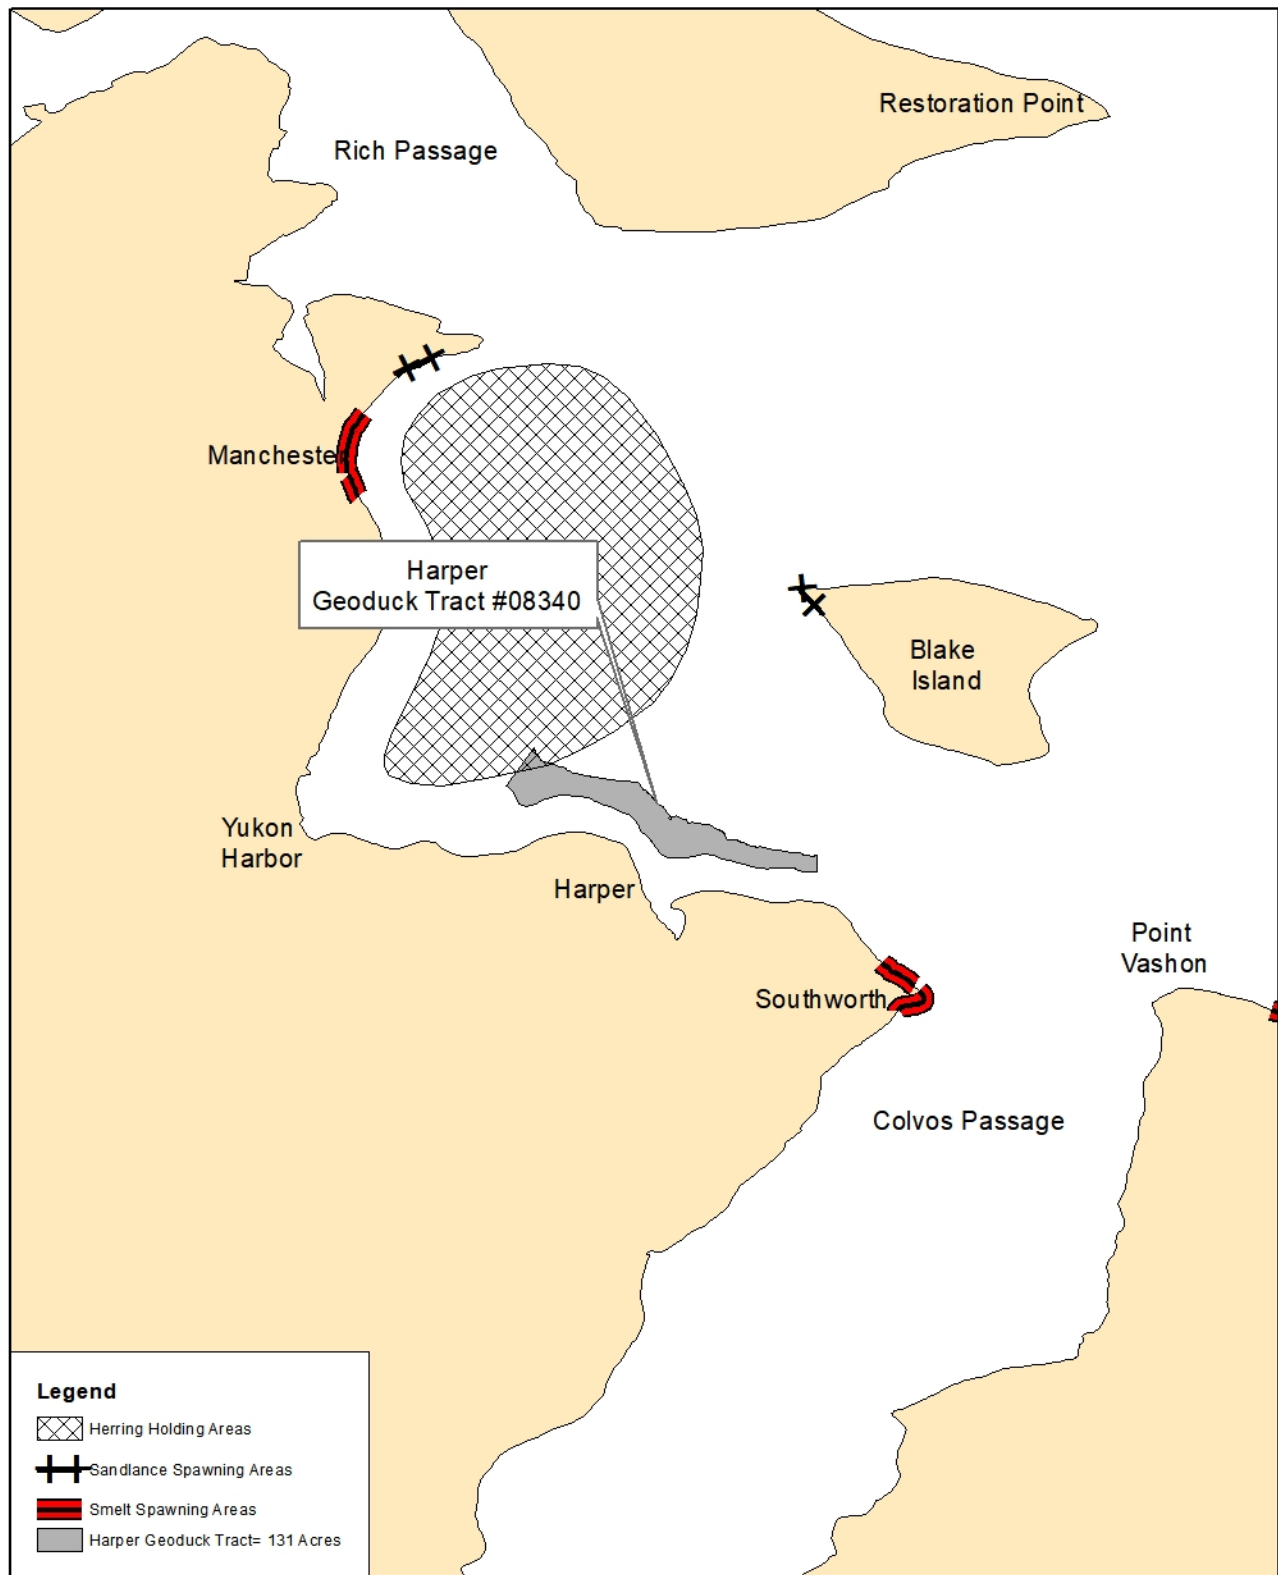 Restoration Point
Rich Passage
Manchester
Harper
Geoduck Tract #08340
Blake
Island
Yukon
Harbor
Harper
Point
Vashon
Southworth
Colvos Passage
Legend
Herring Holding Areas
Sandlance Spawning Areas
Smelt Spawning Areas
Harper Geoduck Tract= 131 Acres